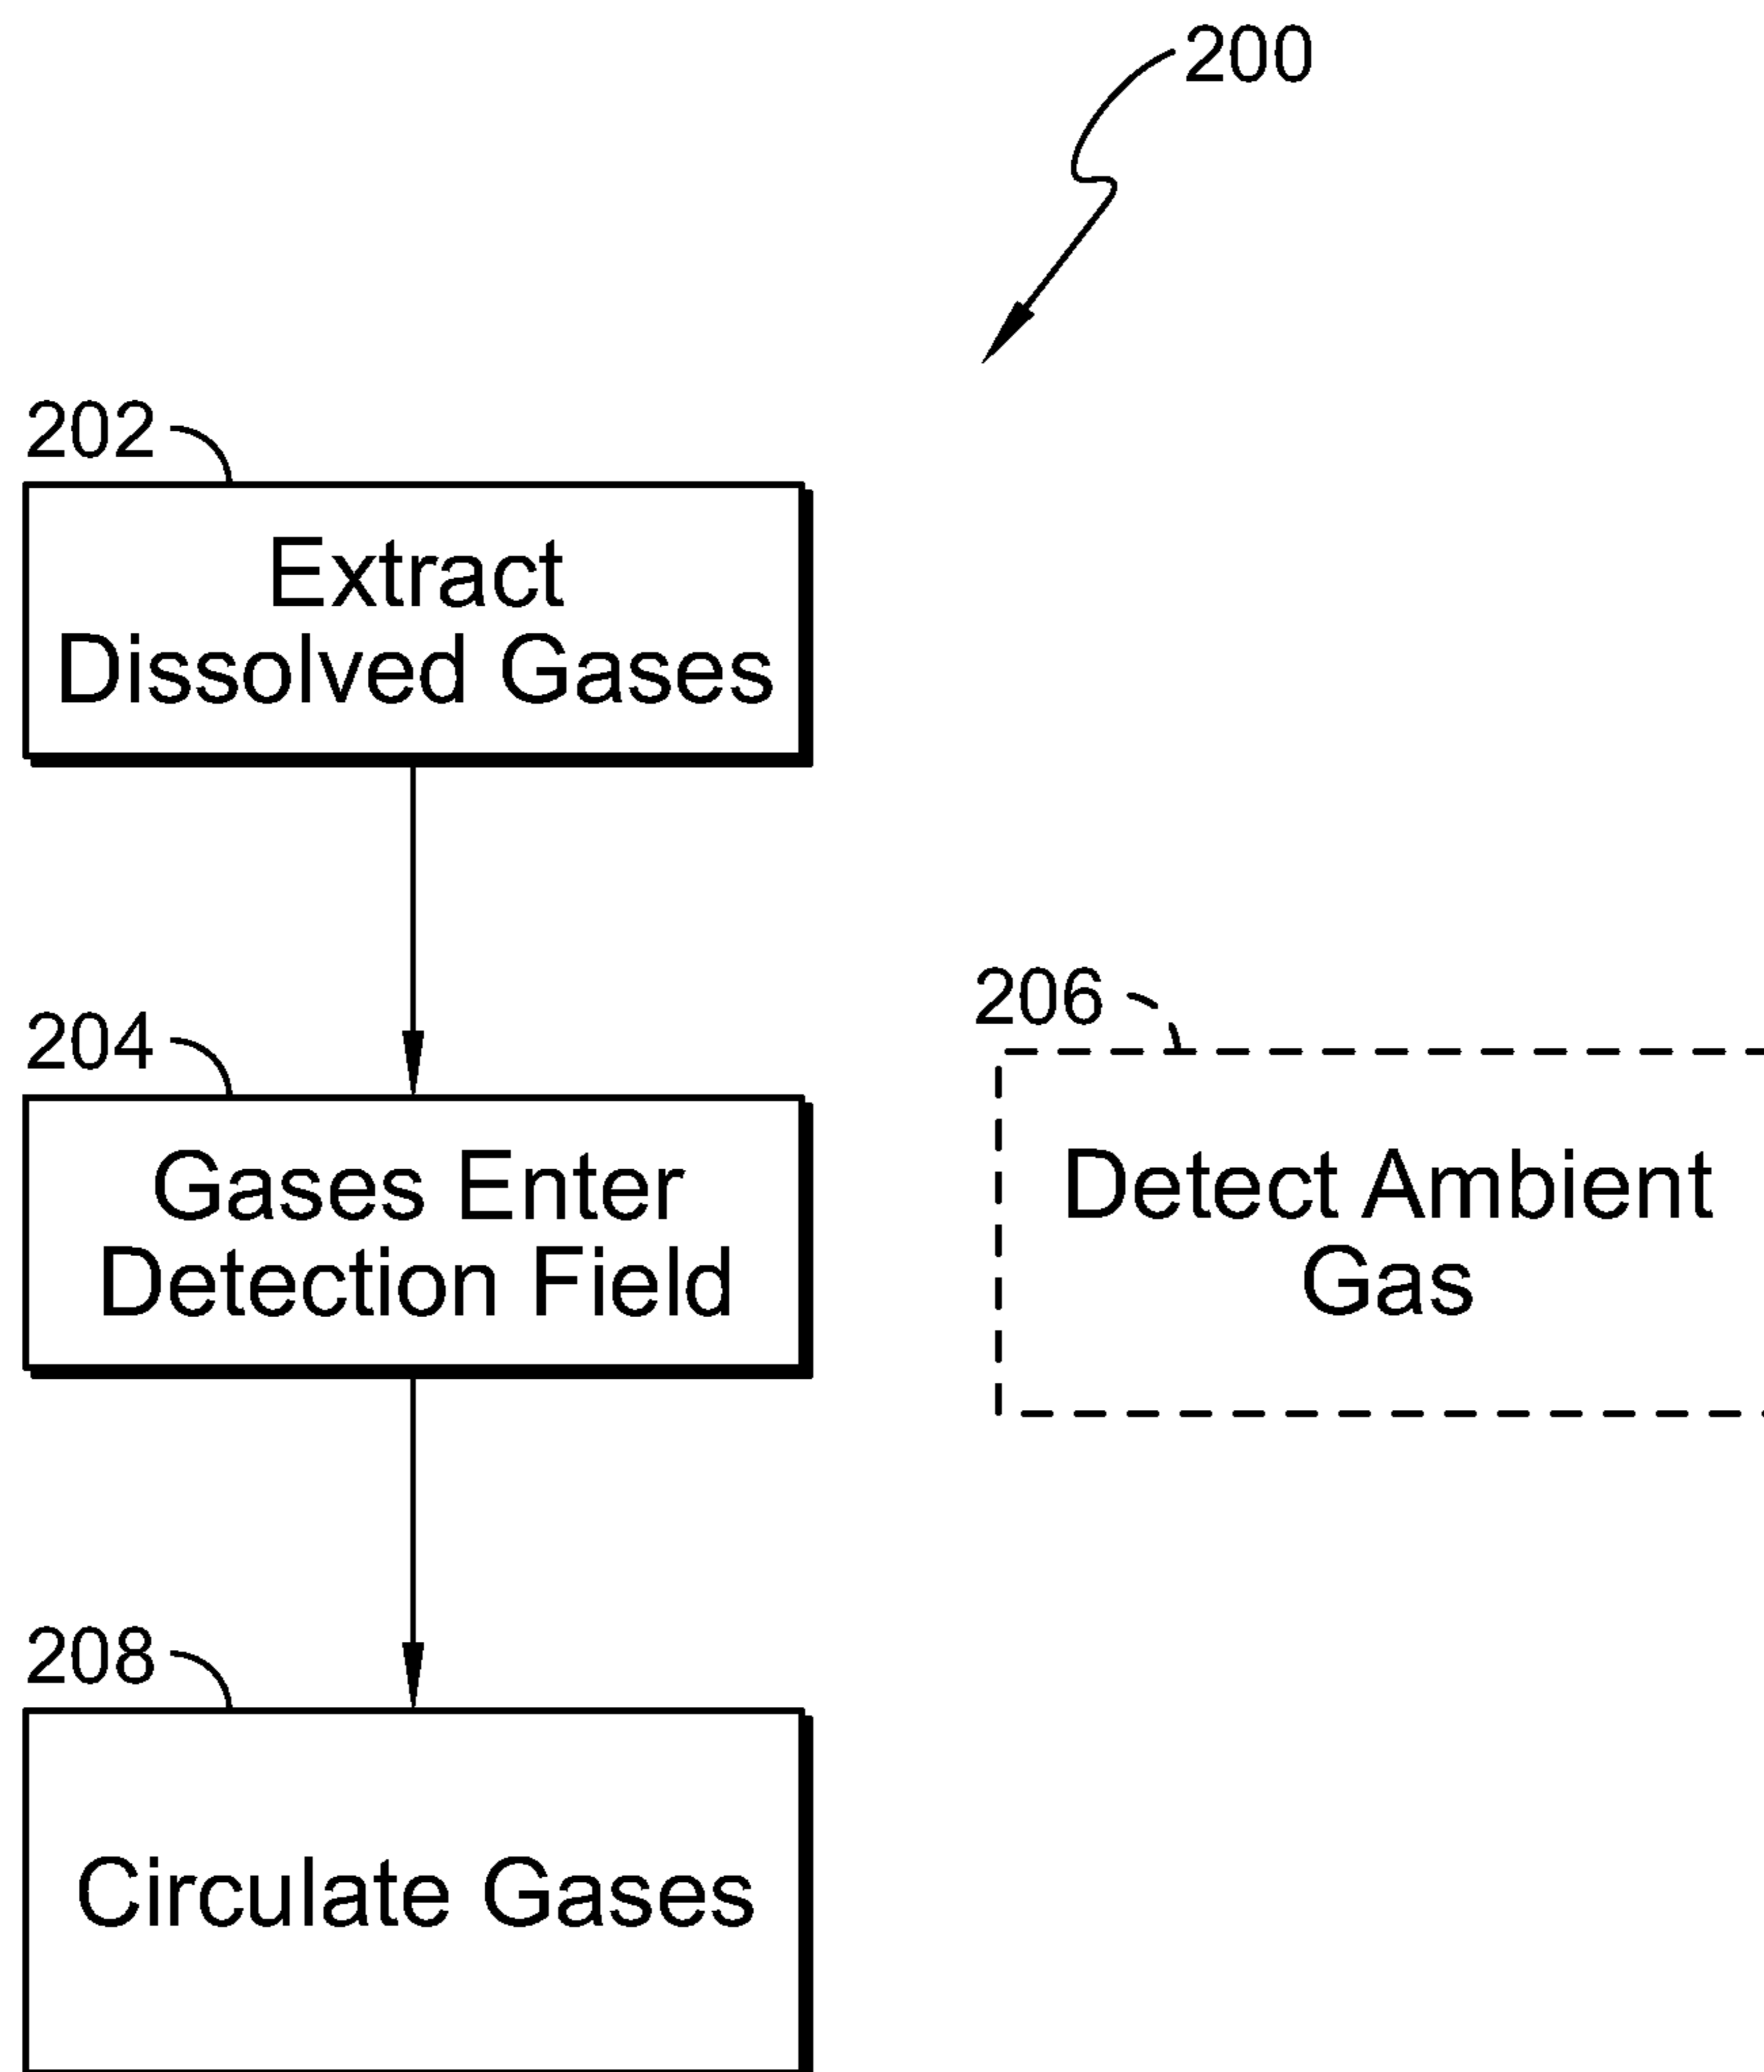 200
202
Extract
Dissolved Gases
204
Gases Enter
Detection Field
206
Detect Ambient
Gas
208
Circulate Gases